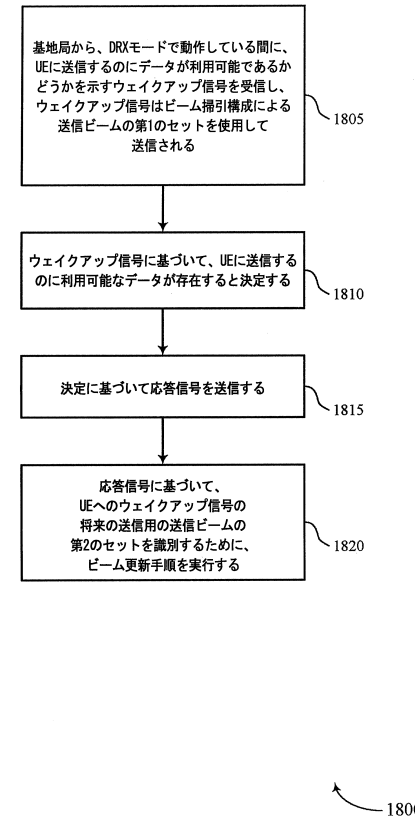 基地局から、DRXモードで動作している間に、
UEに送信するのにデータが利用可能であるか
どうかを示すウェイクアップ信号を受信し、
ウェイクアップ信号はビーム掃引構成による
送信ビームの第1のセットを使用して
送信される
1805
ウェイクアップ信号に基づいて、UEに送信する
のに利用可能なデータが存在すると決定する
1810
決定に基づいて応答信号を送信する
1815
応答信号に基づいて、
UEへのウェイクアップ信号の
将来の送信用の送信ビームの
第2のセットを識別するために、
ビーム更新手順を実行する
1820
1800